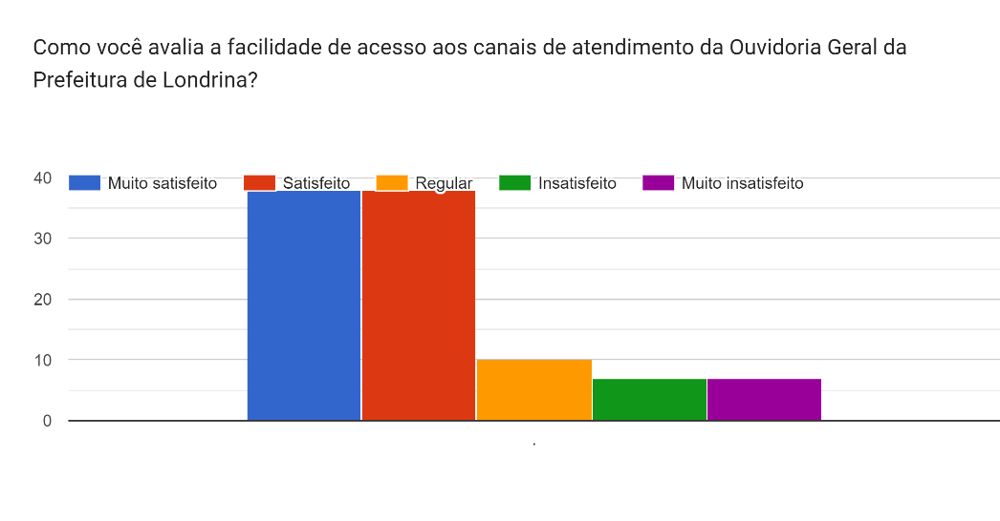 Como você avalia a facilidade de acesso aos canais de atendimento da Ouvidoria Geral da
Prefeitura de Londrina?
40 Muito satisfeito Satisfeito Regular Insatisfeito Muito insatisfeito
30
20
10
0
.